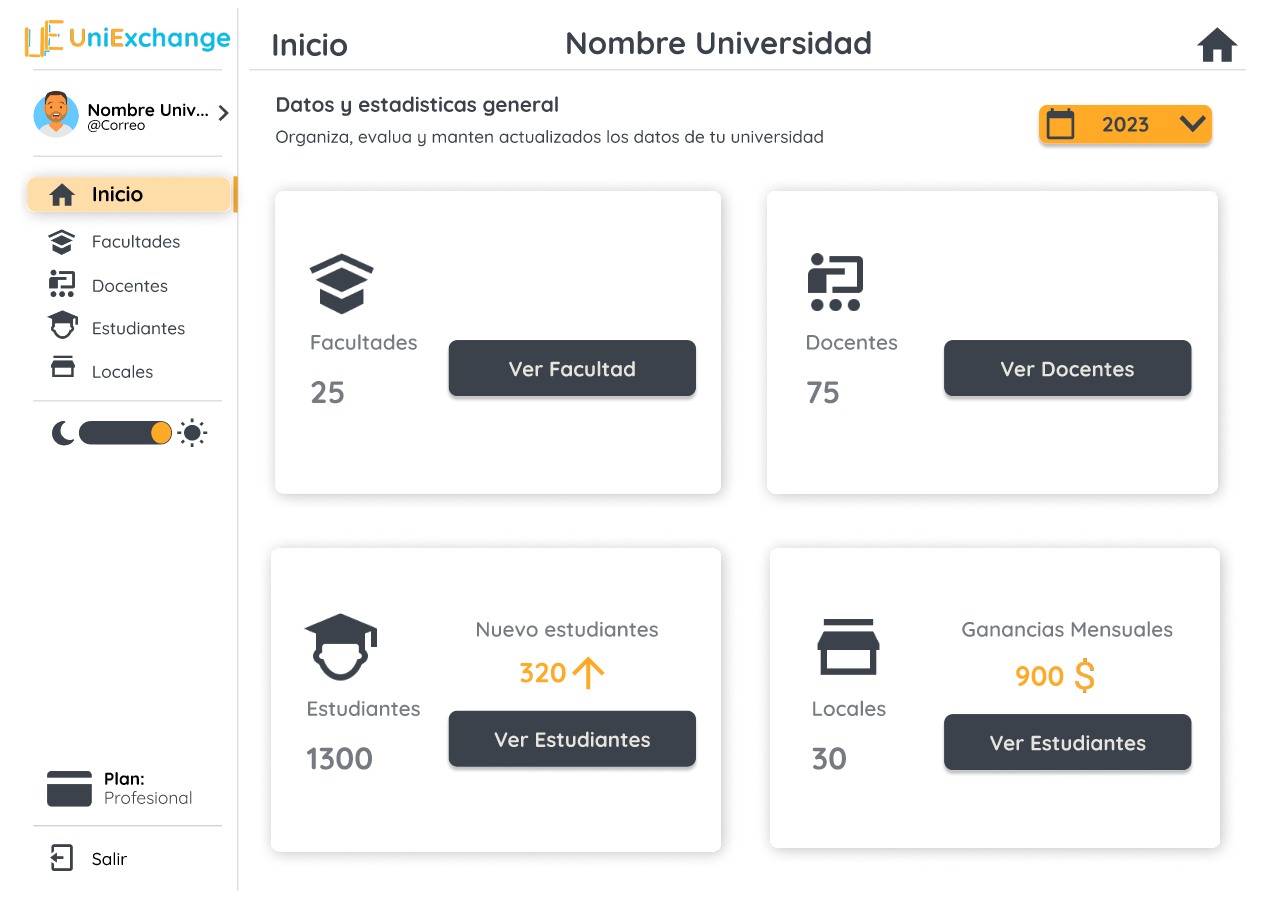 UE UniExchange
Nombre Univ...
@Correo
Inicio
Facultades
Docentes
Estudiantes
Locales
Plan:
Profesional
Salir
Inicio
Nombre Universidad
Datos y estadisticas general
Organiza, evalua y manten actualizados los datos de tu universidad
2023
Facultades
25
Ver Facultad
Docentes
75
Ver Docentes
Nuevo estudiantes
320
Estudiantes
1300
Ver Estudiantes
Ganancias Mensuales
900 $
Locales
30
Ver Estudiantes